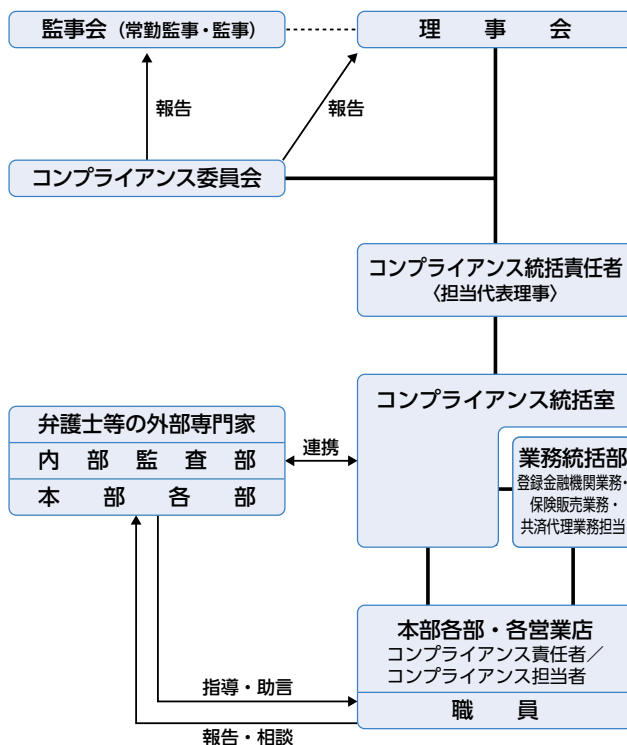 監事会（常勤監事・監事）
理事会
報告
報告
コンプライアンス委員会
コンプライアンス統括責任者
〈担当代表理事〉
コンプライアンス統括室
弁護士等の外部専門家
内部監査部
本部各部
連携
業務統括部
登録金融機関業務・
保険販売業務・
共済代理業務担当
本部各部・各営業店
コンプライアンス責任者／
コンプライアンス担当者
職員
指導・助言
報告・相談